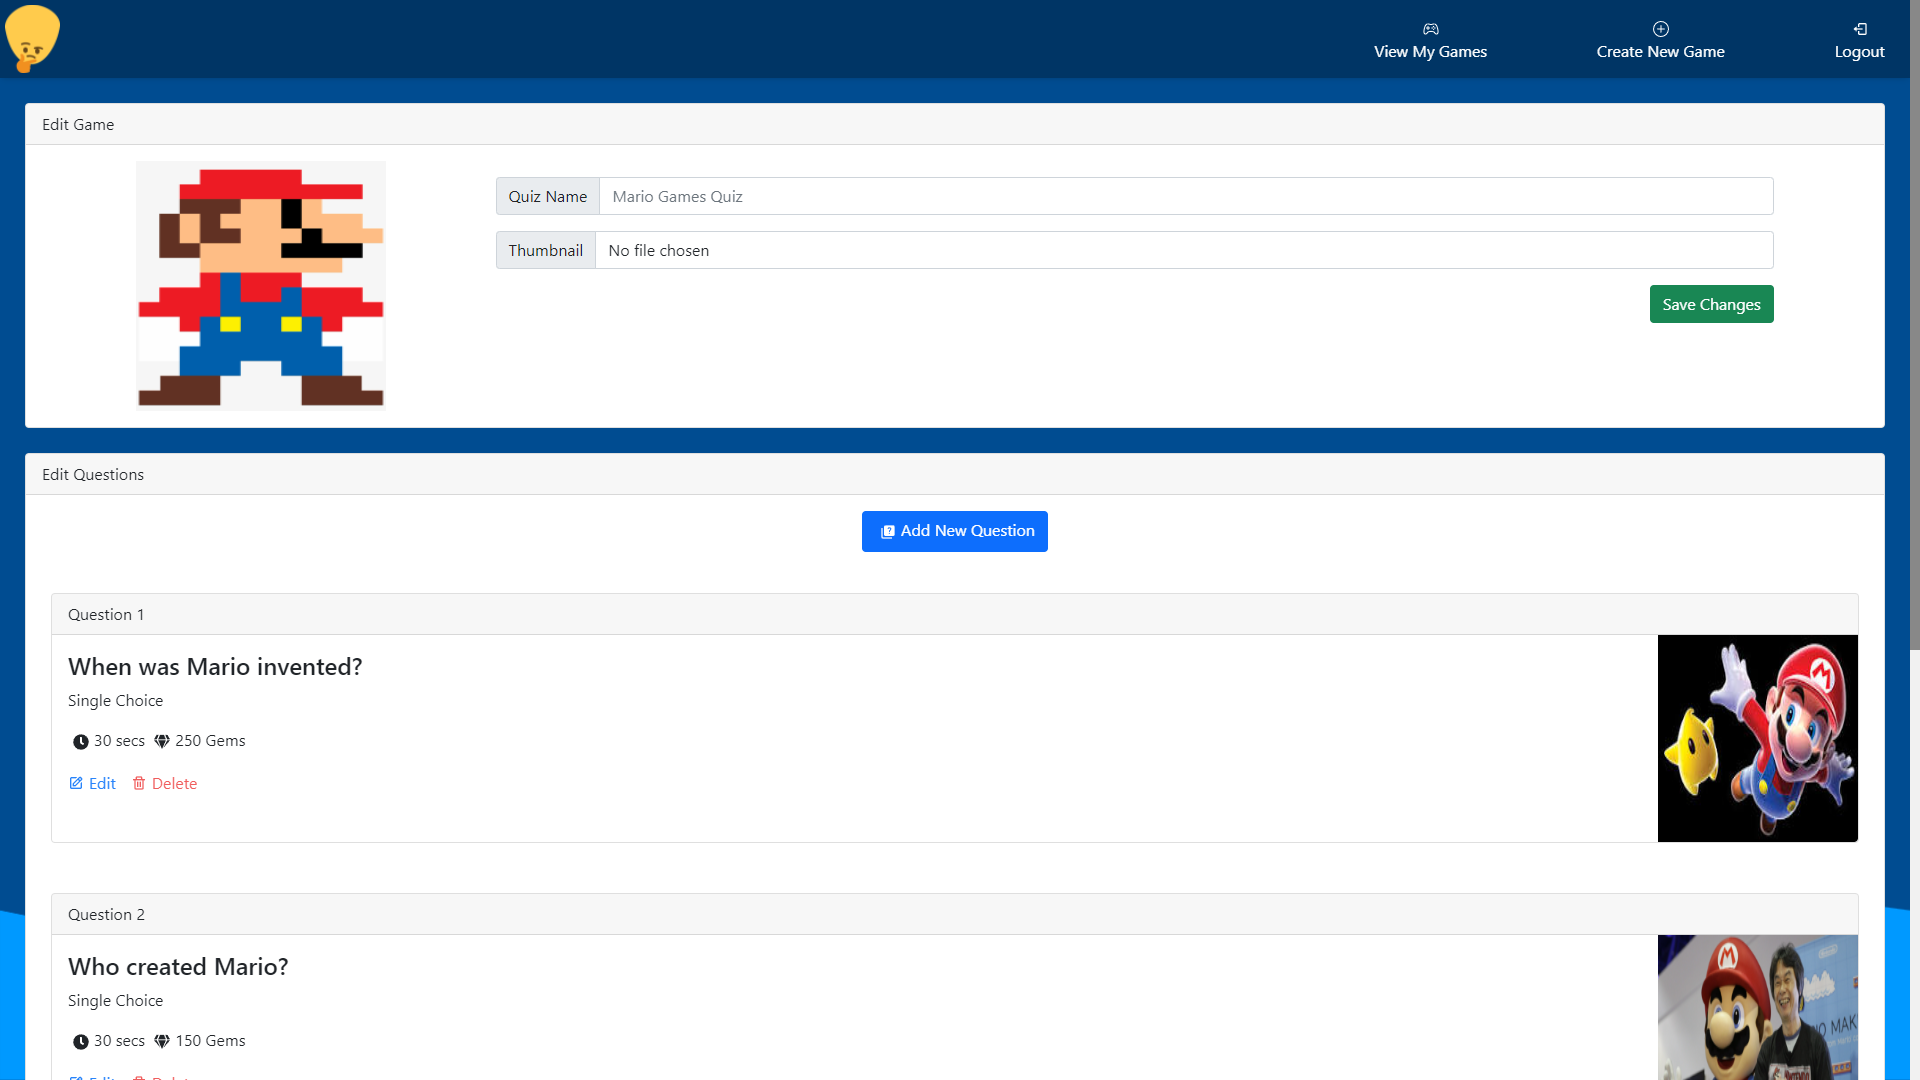 View My Games
Create New Game
Logout
Edit Game
Quiz Name Mario Games Quiz
Thumbnail No file chosen
Save Changes
Edit Questions
Add New Question
Question 1
When was Mario invented?
Single Choice
30 secs 250 Gems
Edit Delete
Question 2
Who created Mario?
Single Choice
30 secs 150 Gems